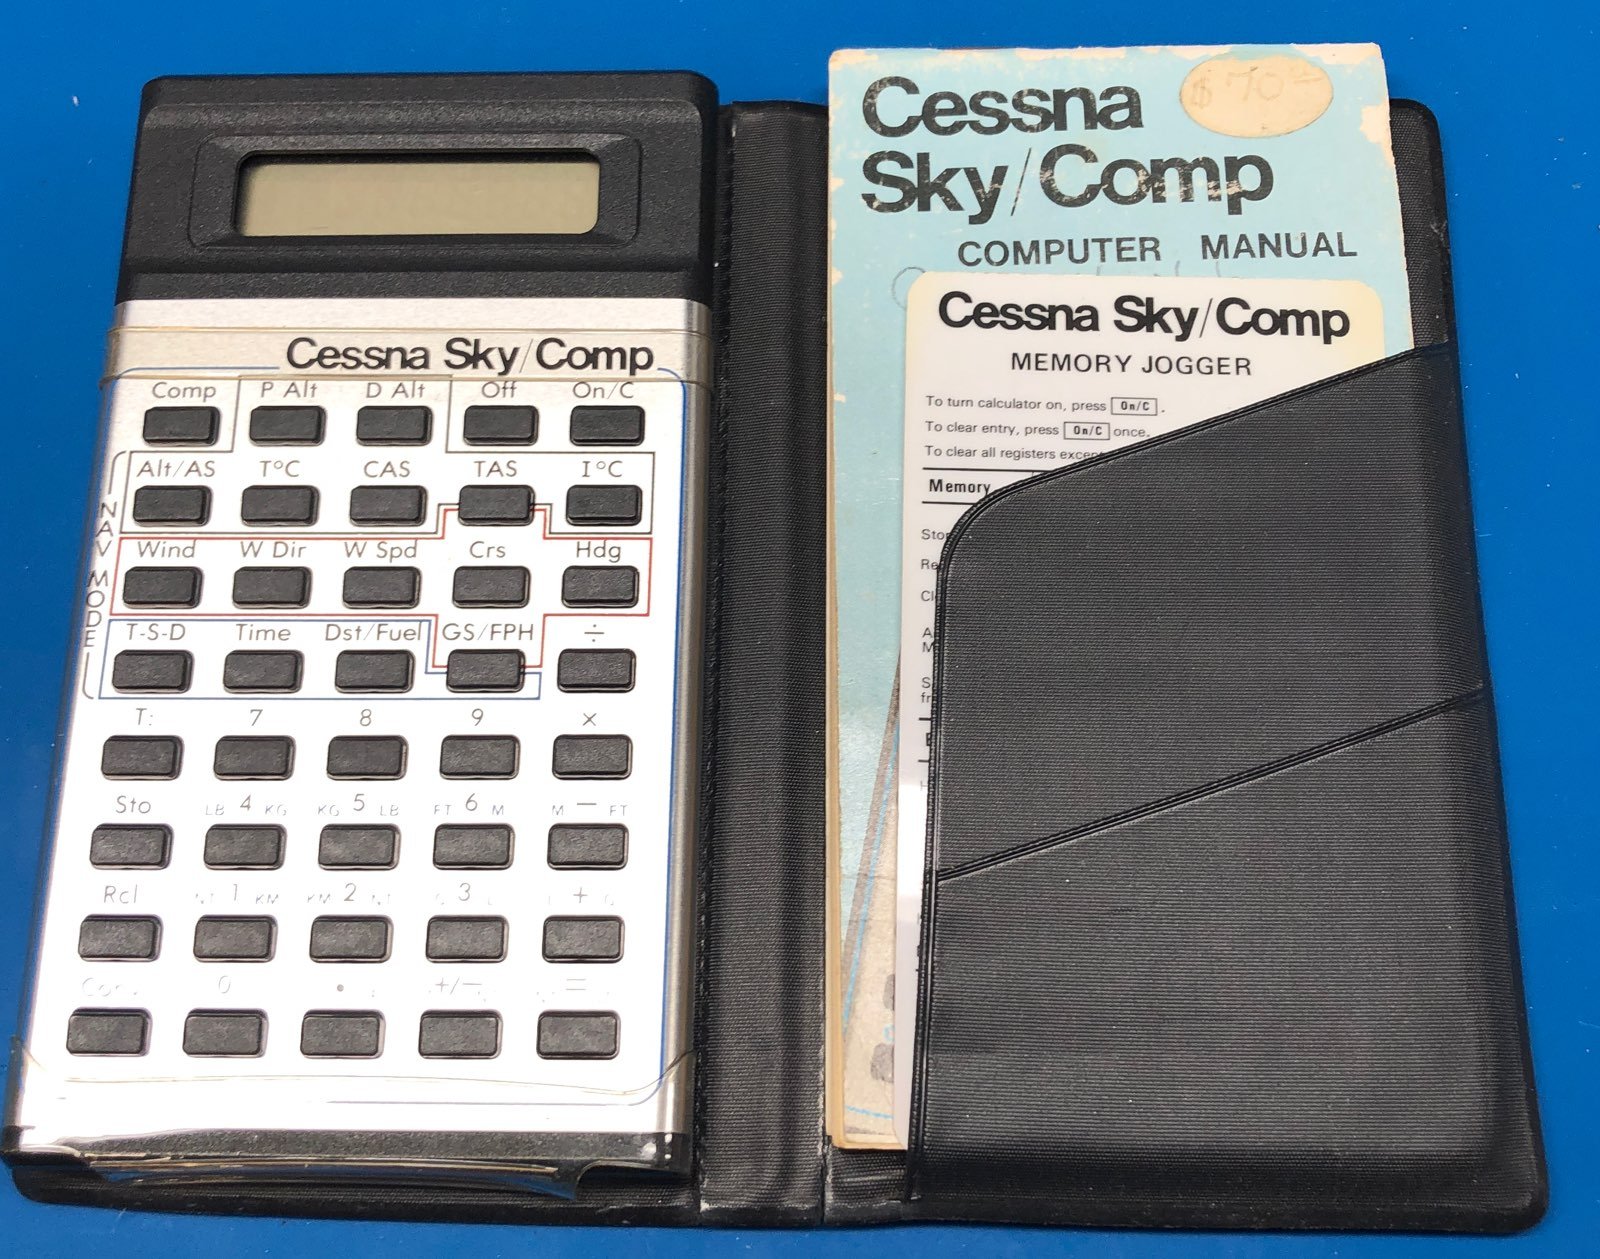 Cessna Sky/Comp
Comp P Alt D Alt Off On/C
Alt/AS T°C CAS TAS I°C
NAV MODE
Wind W Dir W Spd Crs Hdg
T-S-D Time Dst/Fuel GS/FPH ÷
T: 7 8 9 ×
Sto LB 4 KG KG 5 LB FT 6 M M − FT
Rcl 1 KM KM 2 3 +
0 • +/− =
Cessna
Sky/Comp
COMPUTER MANUAL
$70
Cessna Sky/Comp
MEMORY JOGGER
To turn calculator on, press On/C .
To clear entry, press On/C once.
To clear all registers except
Memory